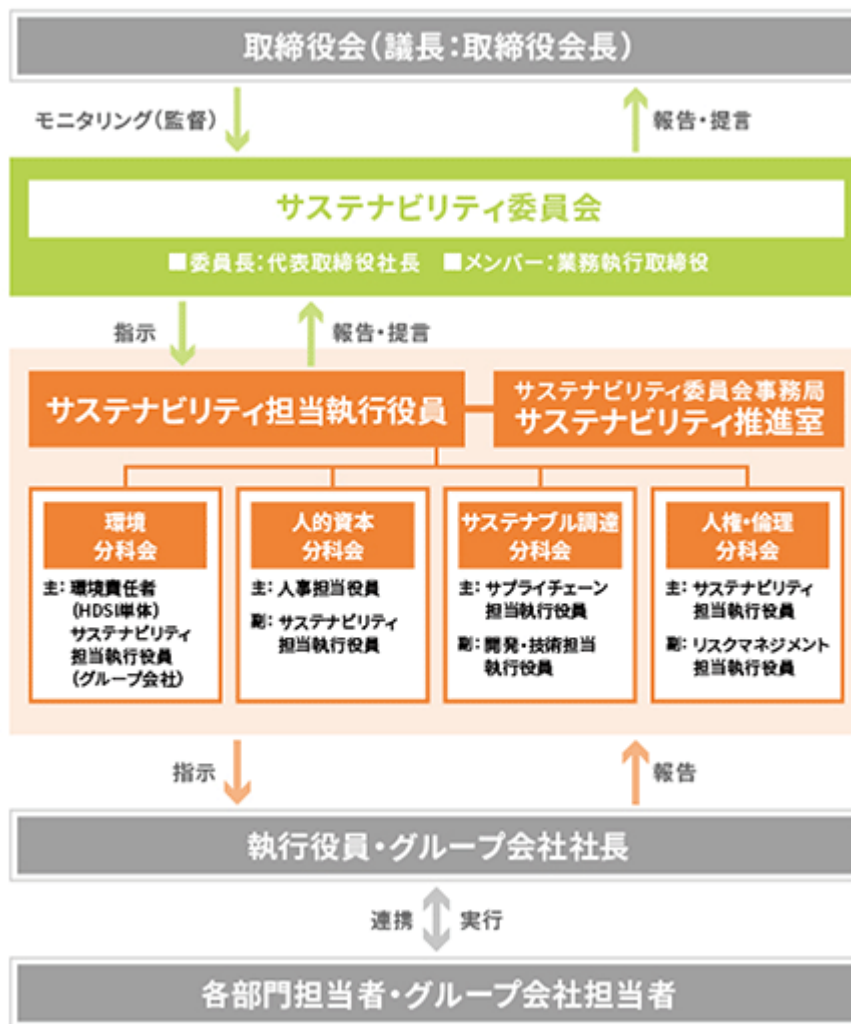 取締役会(議長:取締役会長)
モニタリング(監督)
報告・提言
サステナビリティ委員会
■委員長:代表取締役社長 ■メンバー:業務執行取締役
指示
報告・提言
サステナビリティ担当執行役員
サステナビリティ委員会事務局
サステナビリティ推進室
環境
分科会
主:環境責任者
(HDSI単体)
サステナビリティ
担当執行役員
(グループ会社)
人的資本
分科会
主:人事担当役員
副:サステナビリティ
担当執行役員
サステナブル調達
分科会
主:サプライチェーン
担当執行役員
副:開発・技術担当
執行役員
人権・倫理
分科会
主:サステナビリティ
担当執行役員
副:リスクマネジメント
担当執行役員
指示
報告
執行役員・グループ会社社長
連携
実行
各部門担当者・グループ会社担当者